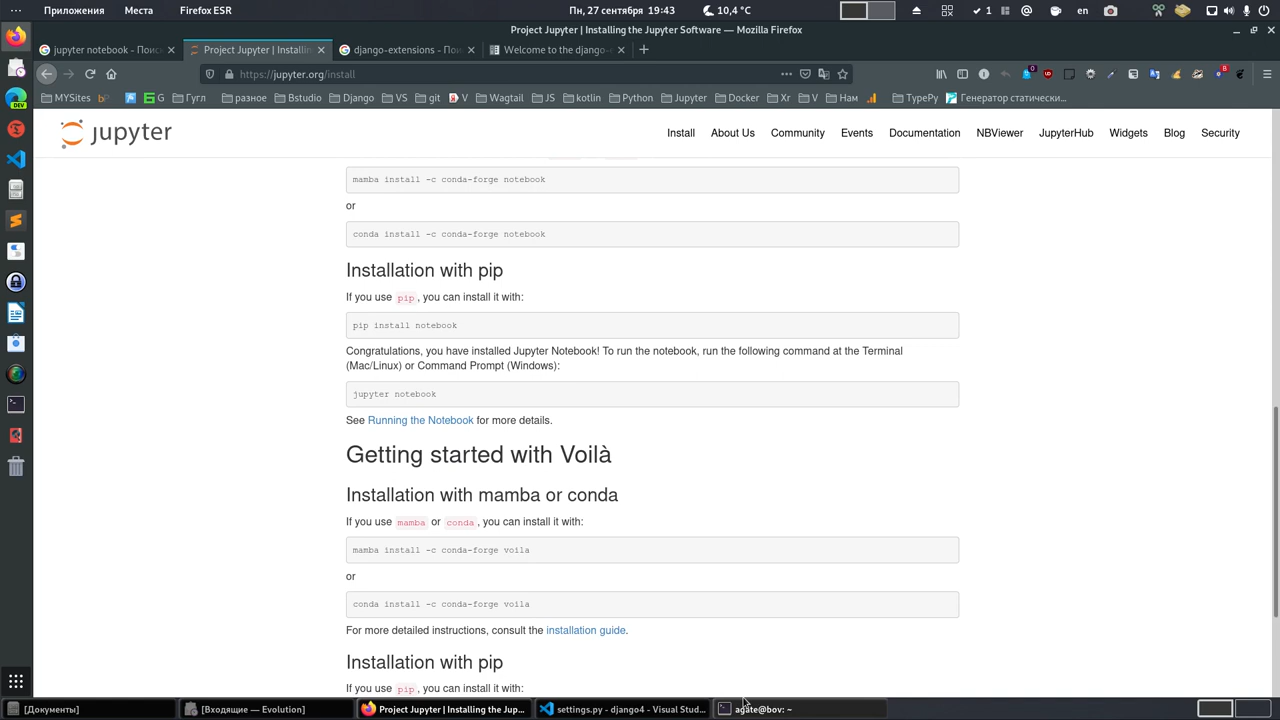 Приложения Места Firefox ESR Пн, 27 сентября 19:43 10,4 °C 1 en
Project Jupyter | Installing the Jupyter Software — Mozilla Firefox
jupyter notebook - Поис
Project Jupyter | Installin
django-extensions - Пои
Welcome to the django-
https://jupyter.org/install
MYSites Гугл разное Bstudio Django VS git V Wagtail JS kotlin Python Jupyter Docker Xr V Нам TypePy Генератор статически...
jupyter
Install About Us Community Events Documentation NBViewer JupyterHub Widgets Blog Security
mamba install -c conda-forge notebook
or
conda install -c conda-forge notebook
Installation with pip
If you use pip, you can install it with:
pip install notebook
Congratulations, you have installed Jupyter Notebook! To run the notebook, run the following command at the Terminal
(Mac/Linux) or Command Prompt (Windows):
jupyter notebook
See Running the Notebook for more details.
Getting started with Voilà
Installation with mamba or conda
If you use mamba or conda, you can install it with:
mamba install -c conda-forge voila
or
conda install -c conda-forge voila
For more detailed instructions, consult the installation guide.
Installation with pip
If you use pip, you can install it with:
[Документы] [Входящие — Evolution] Project Jupyter | Installing the Jup... settings.py - django4 - Visual Stud... agate@bov: ~